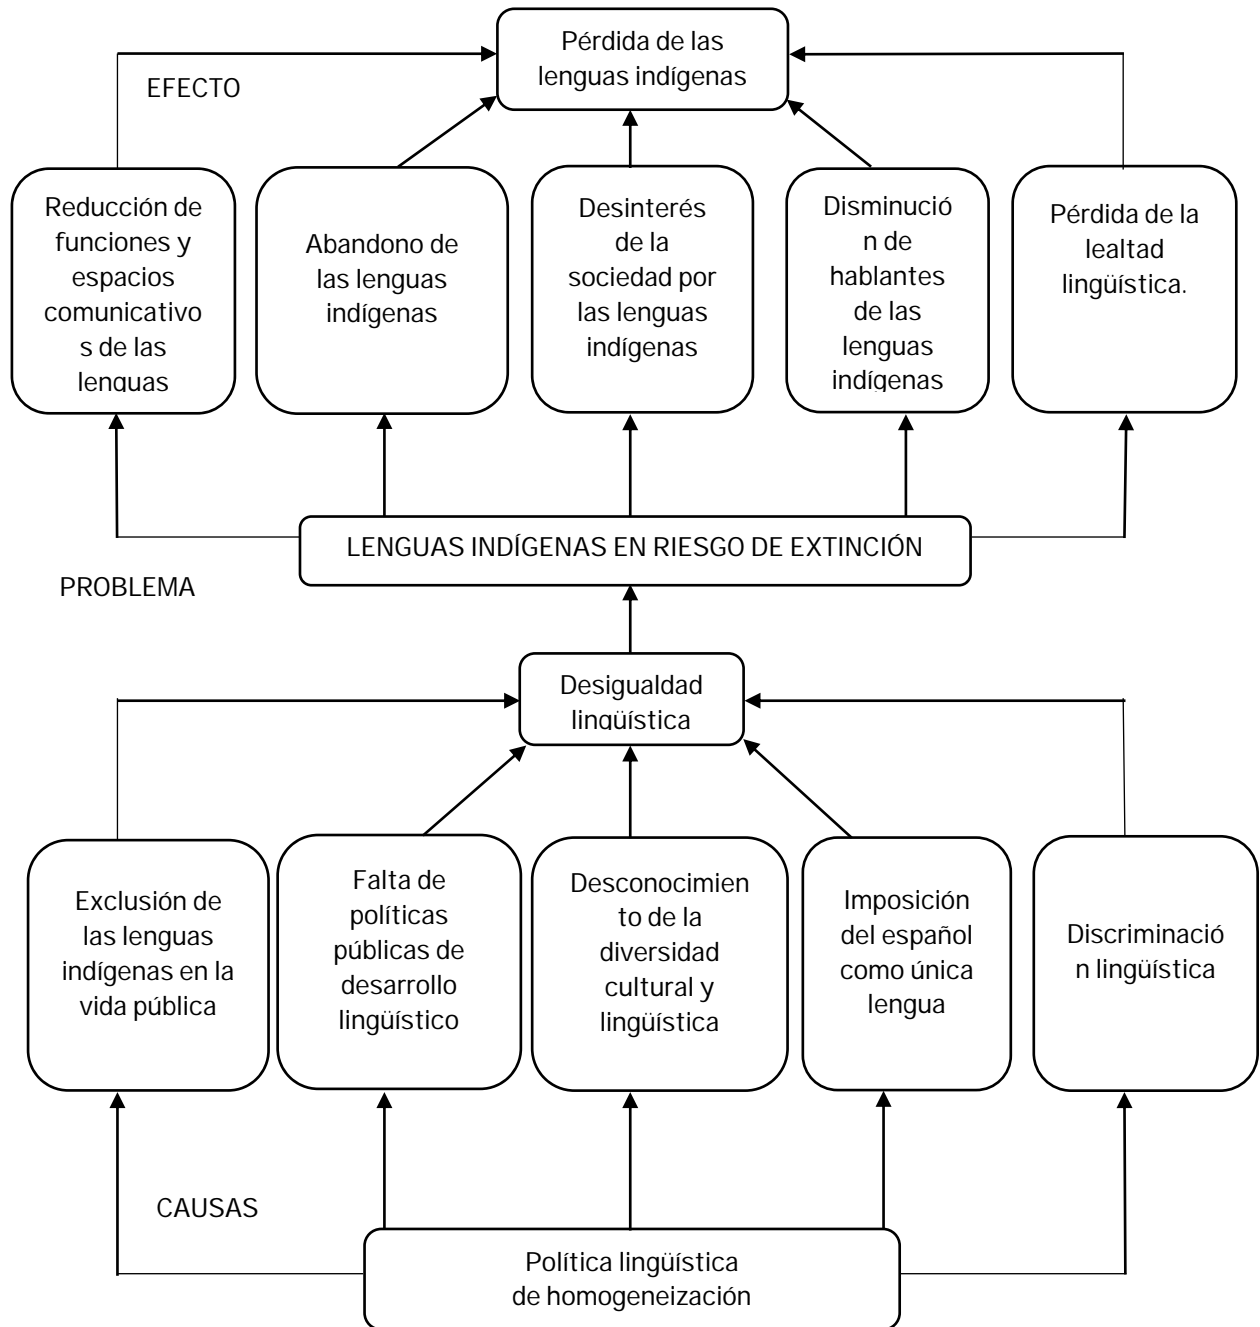 Pérdida de las
lenguas indígenas
EFECTO
Reducción de
funciones y
espacios
comunicativo
s de las
lenguas
Abandono de
las lenguas
indígenas
Desinterés
de la
sociedad por
las lenguas
indígenas
Disminució
n de
hablantes
de las
lenguas
indígenas
Pérdida de la
lealtad
lingüística.
LENGUAS INDÍGENAS EN RIESGO DE EXTINCIÓN
PROBLEMA
Desigualdad
lingüística
Exclusión de
las lenguas
indígenas en la
vida pública
Falta de
políticas
públicas de
desarrollo
lingüístico
Desconocimien
to de la
diversidad
cultural y
lingüística
Imposición
del español
como única
lengua
Discriminació
n lingüística
CAUSAS
Política lingüística
de homogeneización